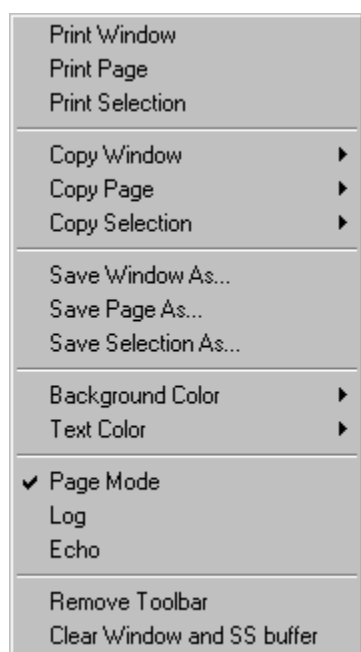 Print Window
Print Page
Print Selection
Copy Window
Copy Page
Copy Selection
Save Window As...
Save Page As...
Save Selection As...
Background Color
Text Color
Page Mode
Log
Echo
Remove Toolbar
Clear Window and SS buffer